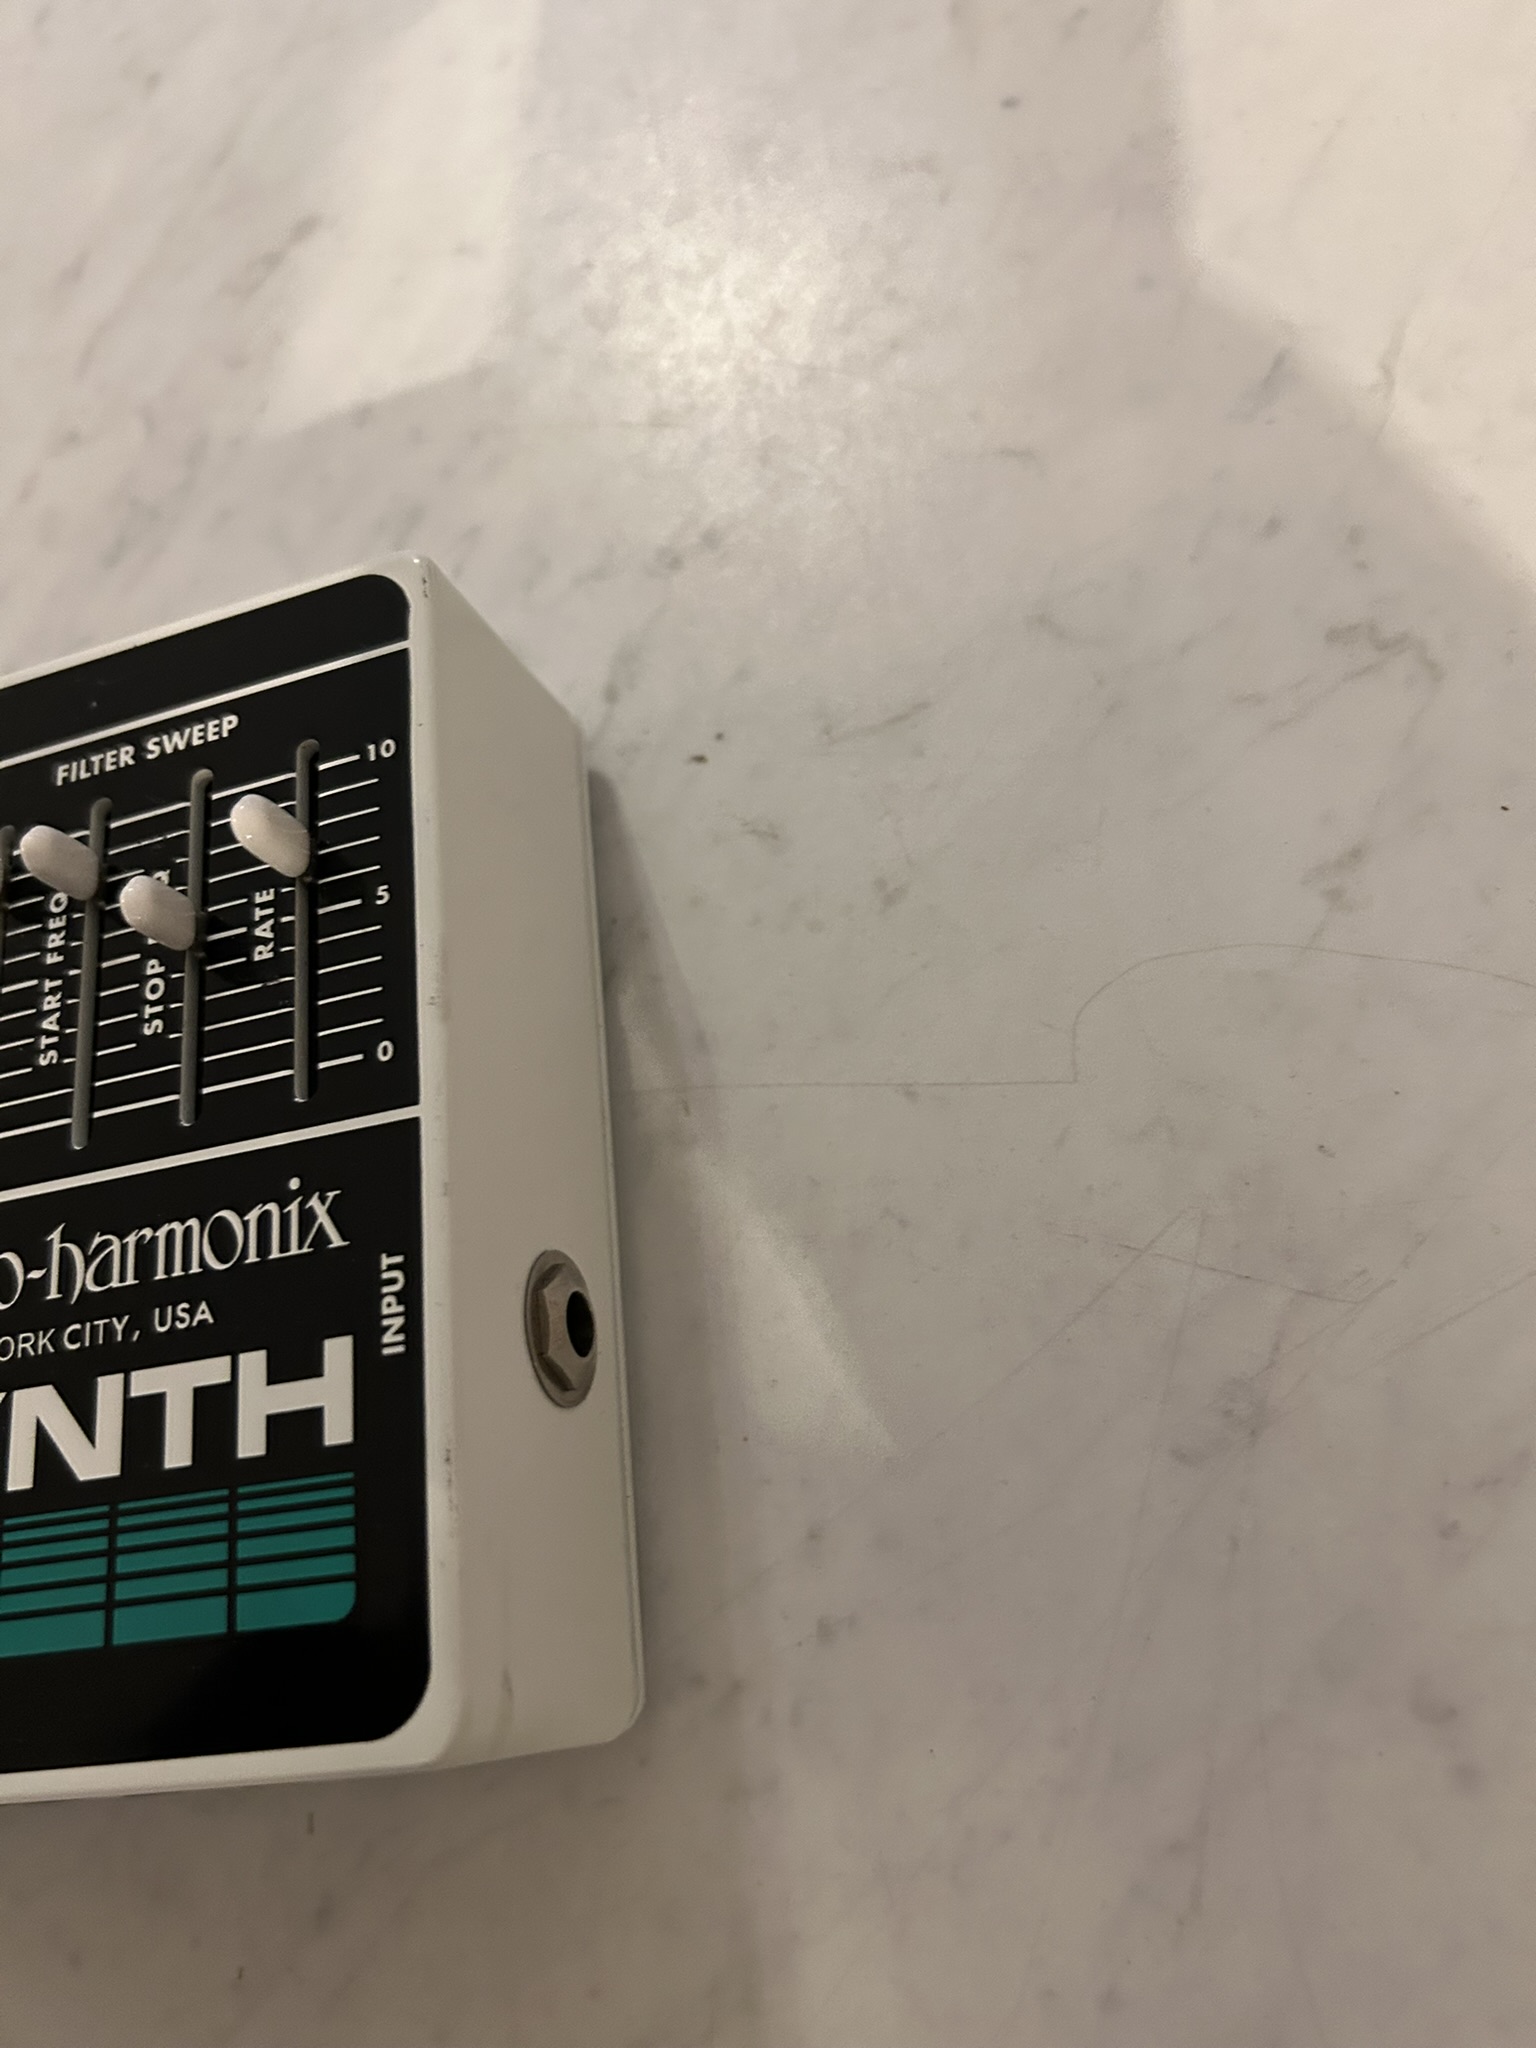 FILTER SWEEP
10
5
0
START FREQ
STOP
RATE
o-harmonix
ORK CITY, USA
INPUT
NTH